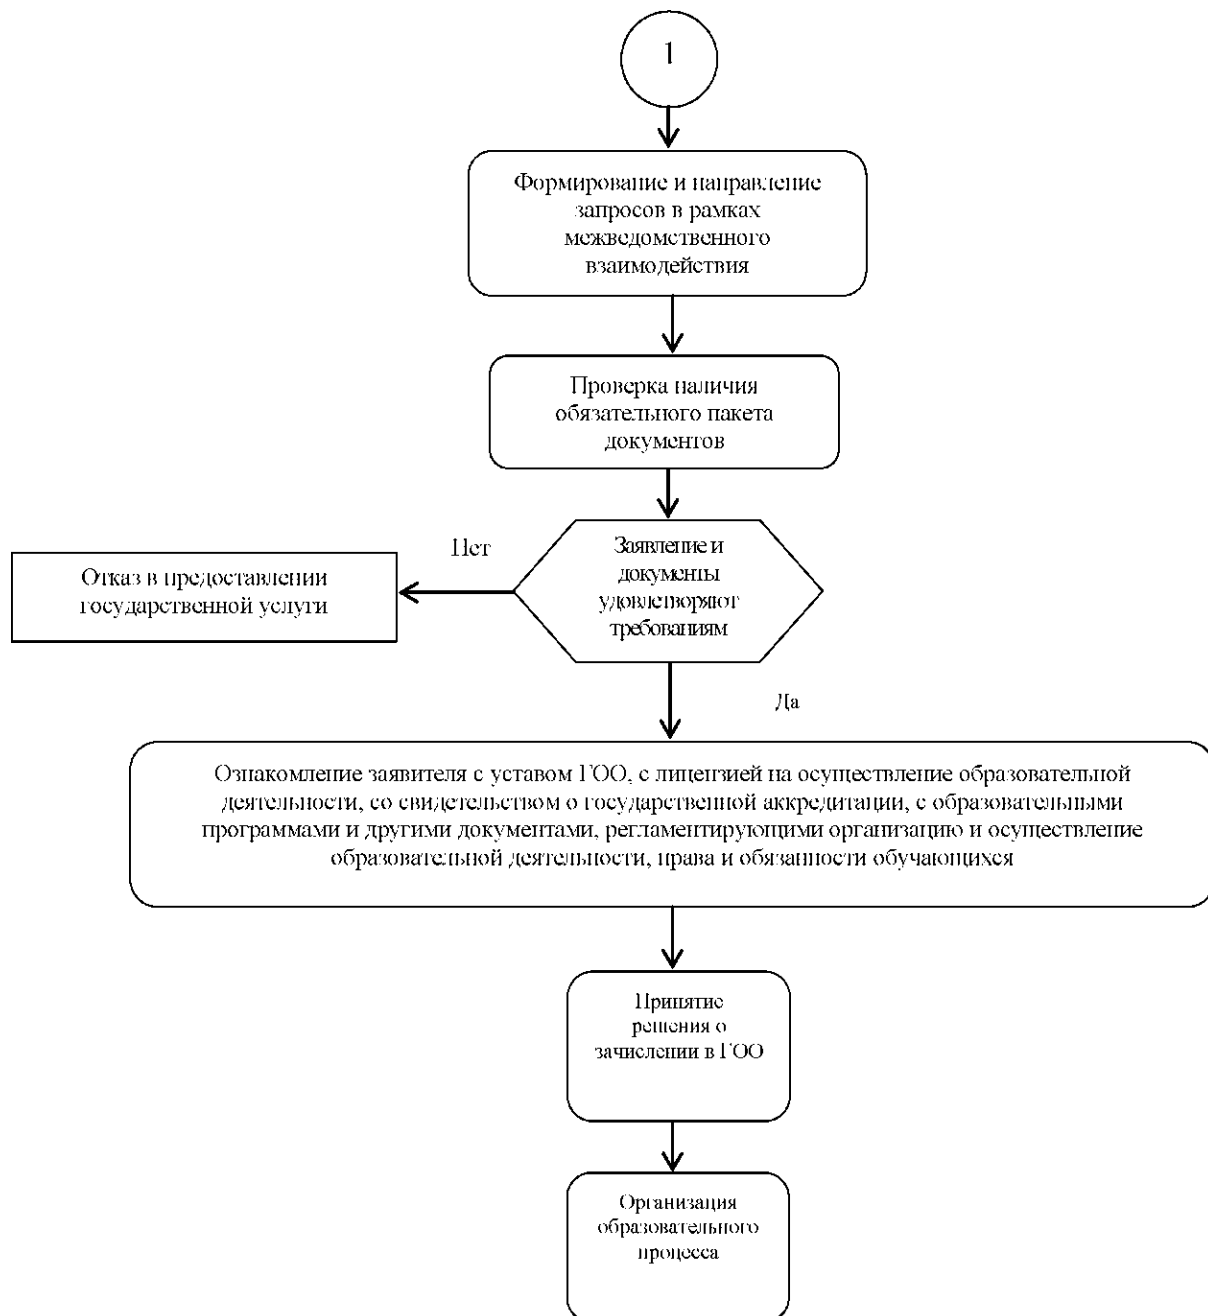 1
Формирование и направление
запросов в рамках
межведомственного
взаимодействия
Проверка наличия
обязательного пакета
документов
Нет
Заявление и
документы
удовлетворяют
требованиям
Отказ в предоставлении
государственной услуги
Да
Ознакомление заявителя с уставом ГОО, с лицензией на осуществление образовательной
деятельности, со свидетельством о государственной аккредитации, с образовательными
программами и другими документами, регламентирующими организацию и осуществление
образовательной деятельности, права и обязанности обучающихся
Принятие
решения о
зачислении в ГОО
Организация
образовательного
процесса